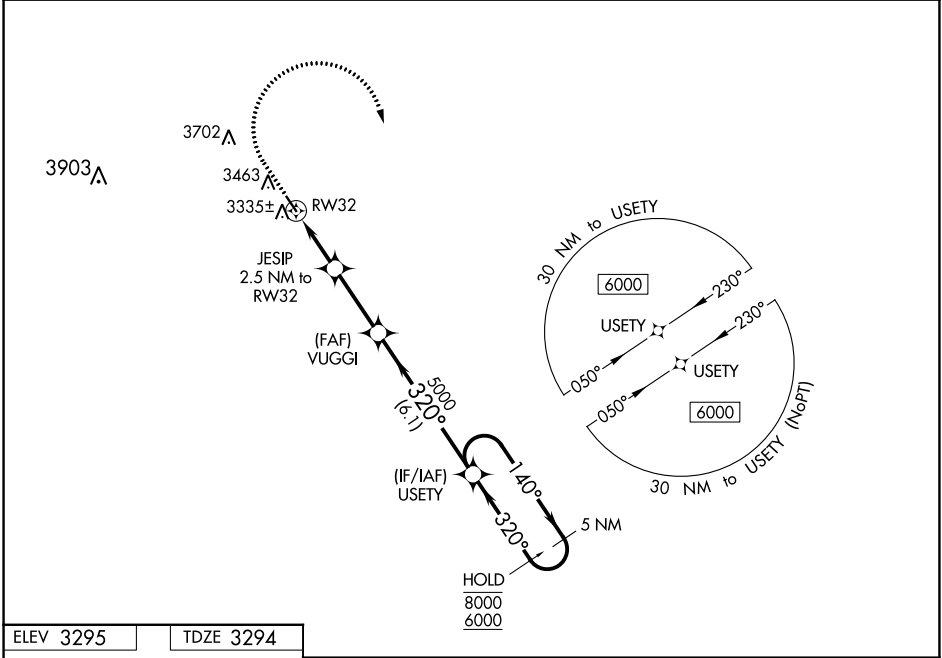 3702
3903
3463
3335±
RW32
JESIP
2.5 NM to
RW32
(FAF)
VUGGI
5000
320°
(6.1)
(IF/IAF)
USETY
140°
320°
5 NM
HOLD
8000
6000
30 NM to USETY
6000
230°
USETY
050°
230°
USETY
050°
6000
30 NM to USETY (NoPT)
ELEV 3295
TDZE 3294